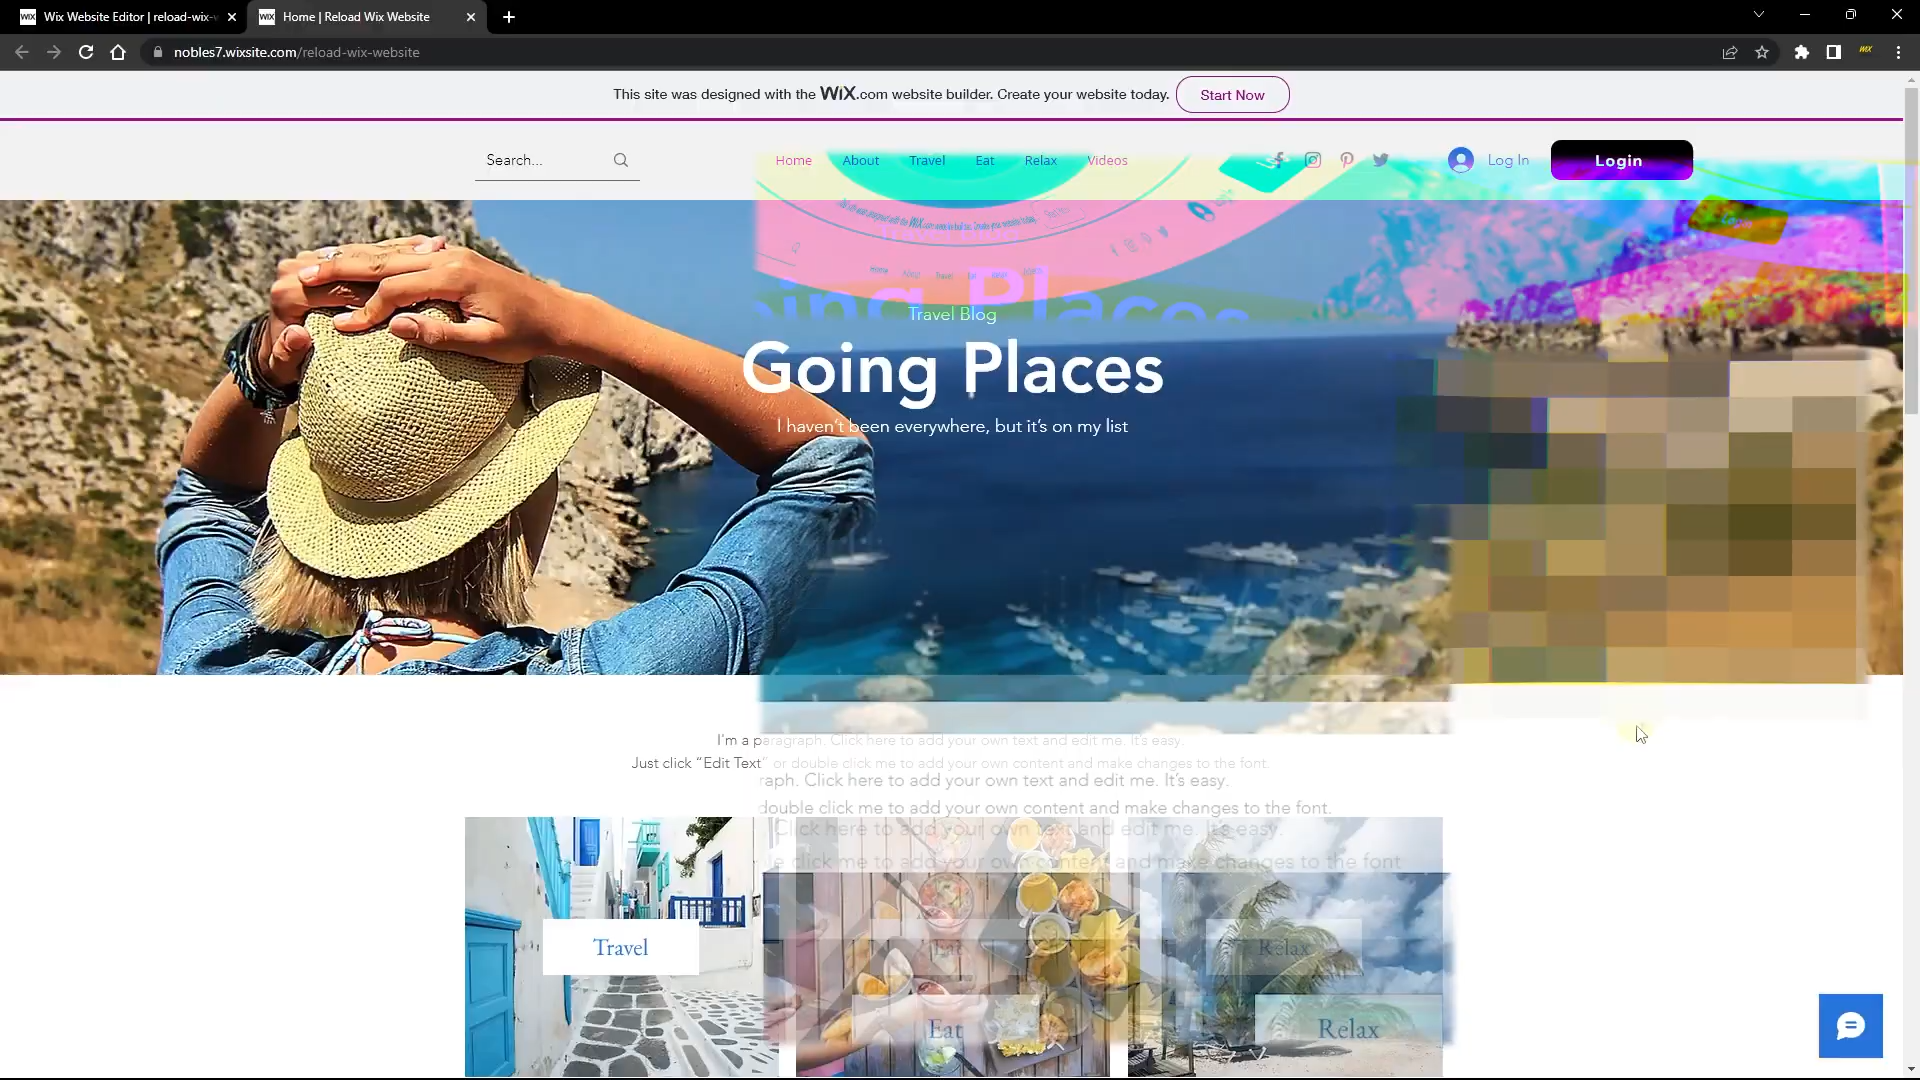 Wix Website Editor | reload-wix-w
Home | Reload Wix Website
nobles7.wixsite.com/reload-wix-website
This site was designed with the WiX.com website builder. Create your website today.
Start Now
Search...
Home
About
Travel
Eat
Relax
Videos
Log In
Login
Travel Blog
Going Places
I haven't been everywhere, but it's on my list
I'm a paragraph. Click here to add your own text and edit me. It's easy.
Just click “Edit Text” or double click me to add your own content and make changes to the font.
raph. Click here to add your own text and edit me. It's easy.
double click me to add your own content and make changes to the font.
Click here to add your own text and edit me. It's easy.
le click me to add your own content and make changes to the font
Travel
Eat
Relax
Eat
Relax